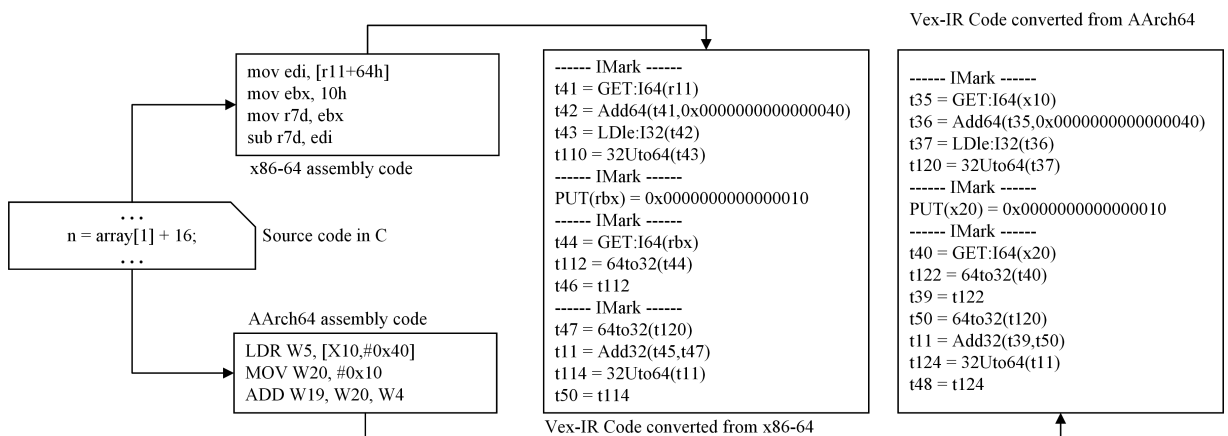 Vex-IR Code converted from AArch64
mov edi, [r11+64h]
mov ebx, 10h
mov r7d, ebx
sub r7d, edi
x86-64 assembly code
...
n = array[1] + 16;
...
Source code in C
AArch64 assembly code
LDR W5, [X10,#0x40]
MOV W20, #0x10
ADD W19, W20, W4
------ IMark ------
t41 = GET:I64(r11)
t42 = Add64(t41,0x0000000000000040)
t43 = LDle:I32(t42)
t110 = 32Uto64(t43)
------ IMark ------
PUT(rbx) = 0x0000000000000010
------ IMark ------
t44 = GET:I64(rbx)
t112 = 64to32(t44)
t46 = t112
------ IMark ------
t47 = 64to32(t120)
t11 = Add32(t45,t47)
t114 = 32Uto64(t11)
t50 = t114
Vex-IR Code converted from x86-64
------ IMark ------
t35 = GET:I64(x10)
t36 = Add64(t35,0x0000000000000040)
t37 = LDle:I32(t36)
t120 = 32Uto64(t37)
------ IMark ------
PUT(x20) = 0x0000000000000010
------ IMark ------
t40 = GET:I64(x20)
t122 = 64to32(t40)
t39 = t122
t50 = 64to32(t120)
t11 = Add32(t39,t50)
t124 = 32Uto64(t11)
t48 = t124